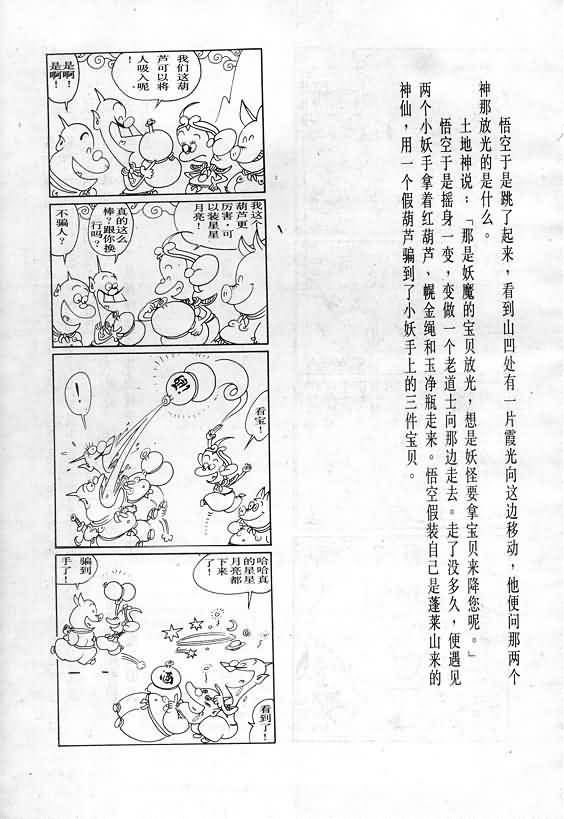 悟空于是跳了起来，看到山凹处有一片霞光向这边移动，他便问那两个
神那放光的是什么。
土地神说：「那是妖魔的宝贝放光，想是妖怪要拿宝贝来降您呢。」
悟空于是摇身一变，变做一个老道士向那边走去。走了没多久，便遇见
两个小妖手拿着红葫芦、幌金绳和玉净瓶走来。悟空假装自己是蓬莱山来的
神仙，用一个假葫芦骗到了小妖手上的三件宝贝。
我们这葫
芦可以将
人吸入呢
！
是啊！
是啊！
我这个
葫芦更
厉害，可
以装星星
月亮！
真的这么
棒？跟你换
行吗？
不骗人？
看宝！
！
哈哈真
的星星
月亮都
下来
了！
看到了！
骗到
手了！